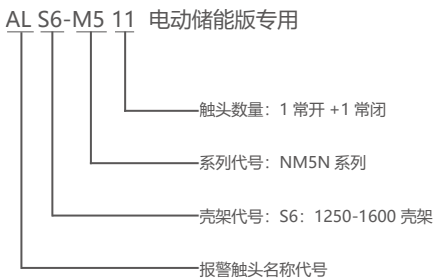 AL S6-M5 11 电动储能版专用
触头数量：1 常开 +1 常闭
系列代号：NM5N 系列
壳架代号：S6：1250-1600 壳架
报警触头名称代号